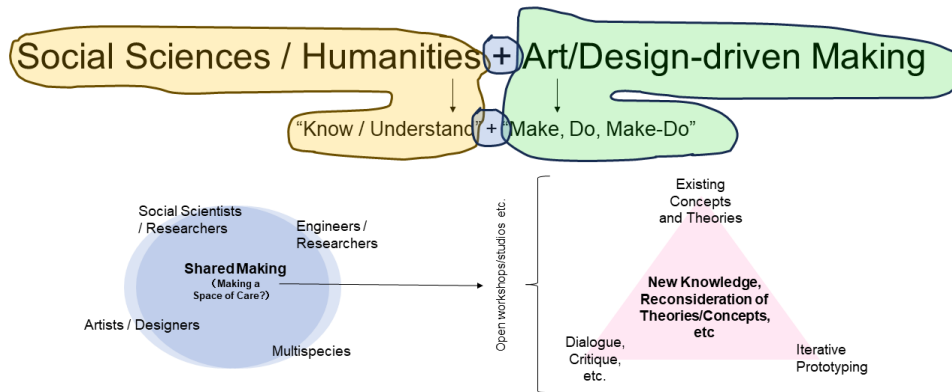 Social Sciences / Humanities + Art/Design-driven Making
“Know / Understand” + “Make, Do, Make-Do”
Social Scientists
/ Researchers
Engineers /
Researchers
Shared Making
(Making a
Space of Care?)
Artists / Designers
Multispecies
Open workshops/studios etc.
Existing
Concepts
and Theories
New Knowledge,
Reconsideration of
Theories/Concepts,
etc
Dialogue,
Critique,
etc.
Iterative
Prototyping